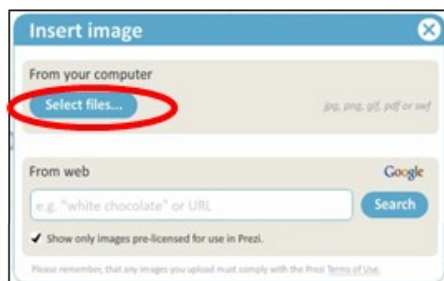 Insert image
From your computer
Select files...
jpg, png, gif, pdf or swf
From web
Google
e.g. "white chocolate" or URL
Search
Show only images pre-licensed for use in Prezi.
Please remember, that any images you upload must comply with the Prezi Terms of Use.